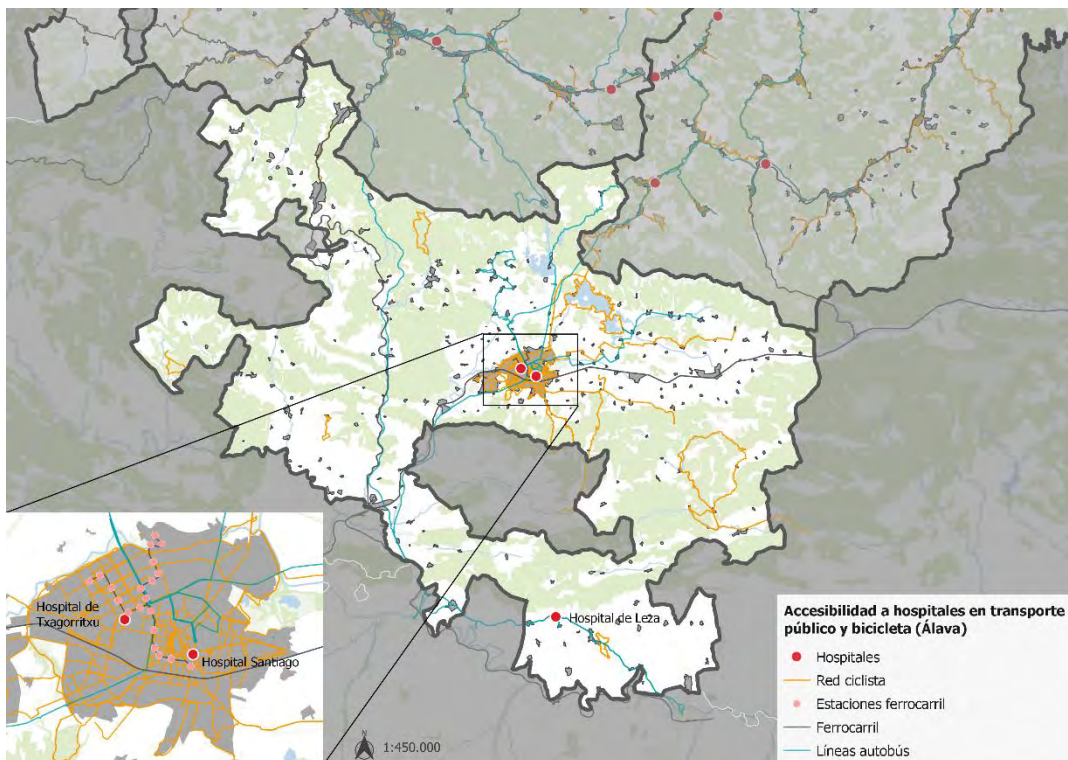 Hospital de Leza
Hospital de
Txagorritxu
Hospital Santiago
1:450.000
Accesibilidad a hospitales en transporte
público y bicicleta (Álava)
Hospitales
Red ciclista
Estaciones ferrocarril
Ferrocarril
Líneas autobús